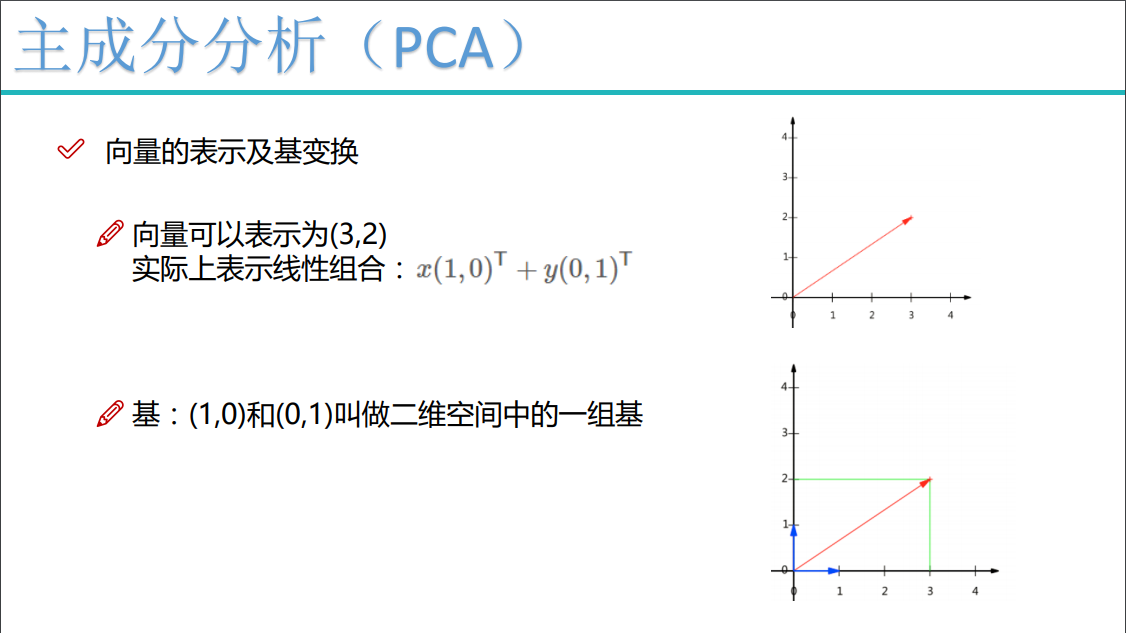 主成分分析（PCA）
向量的表示及基变换
向量可以表示为(3,2)
实际上表示线性组合：x(1,0)ᵀ + y(0,1)ᵀ
4
3
2
1
0
0 1 2 3 4
基：(1,0)和(0,1)叫做二维空间中的一组基
4
3
2
1
0
0 1 2 3 4